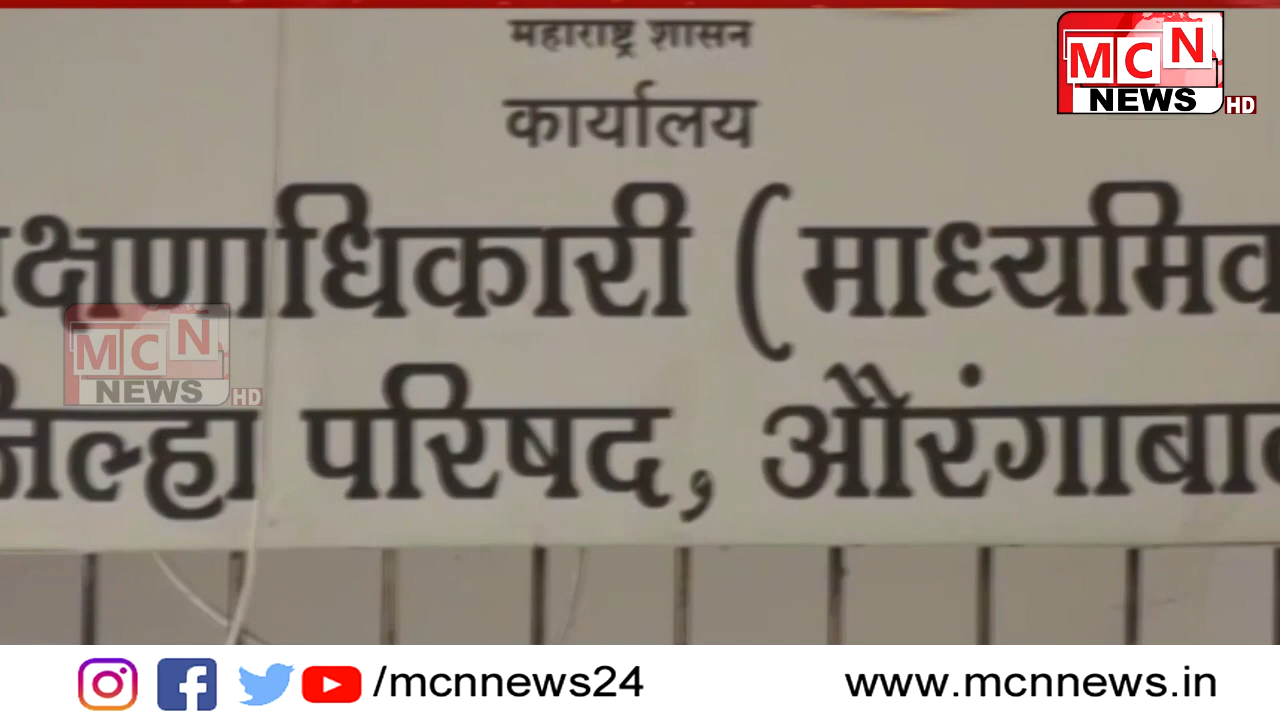 महाराष्ट्र शासन
कार्यालय
क्षणाधिकारी (माध्यमिक
जिल्हा परिषद, औरंगाबाद
MCN
NEWS HD
MCN
NEWS HD
/mcnnews24
www.mcnnews.in